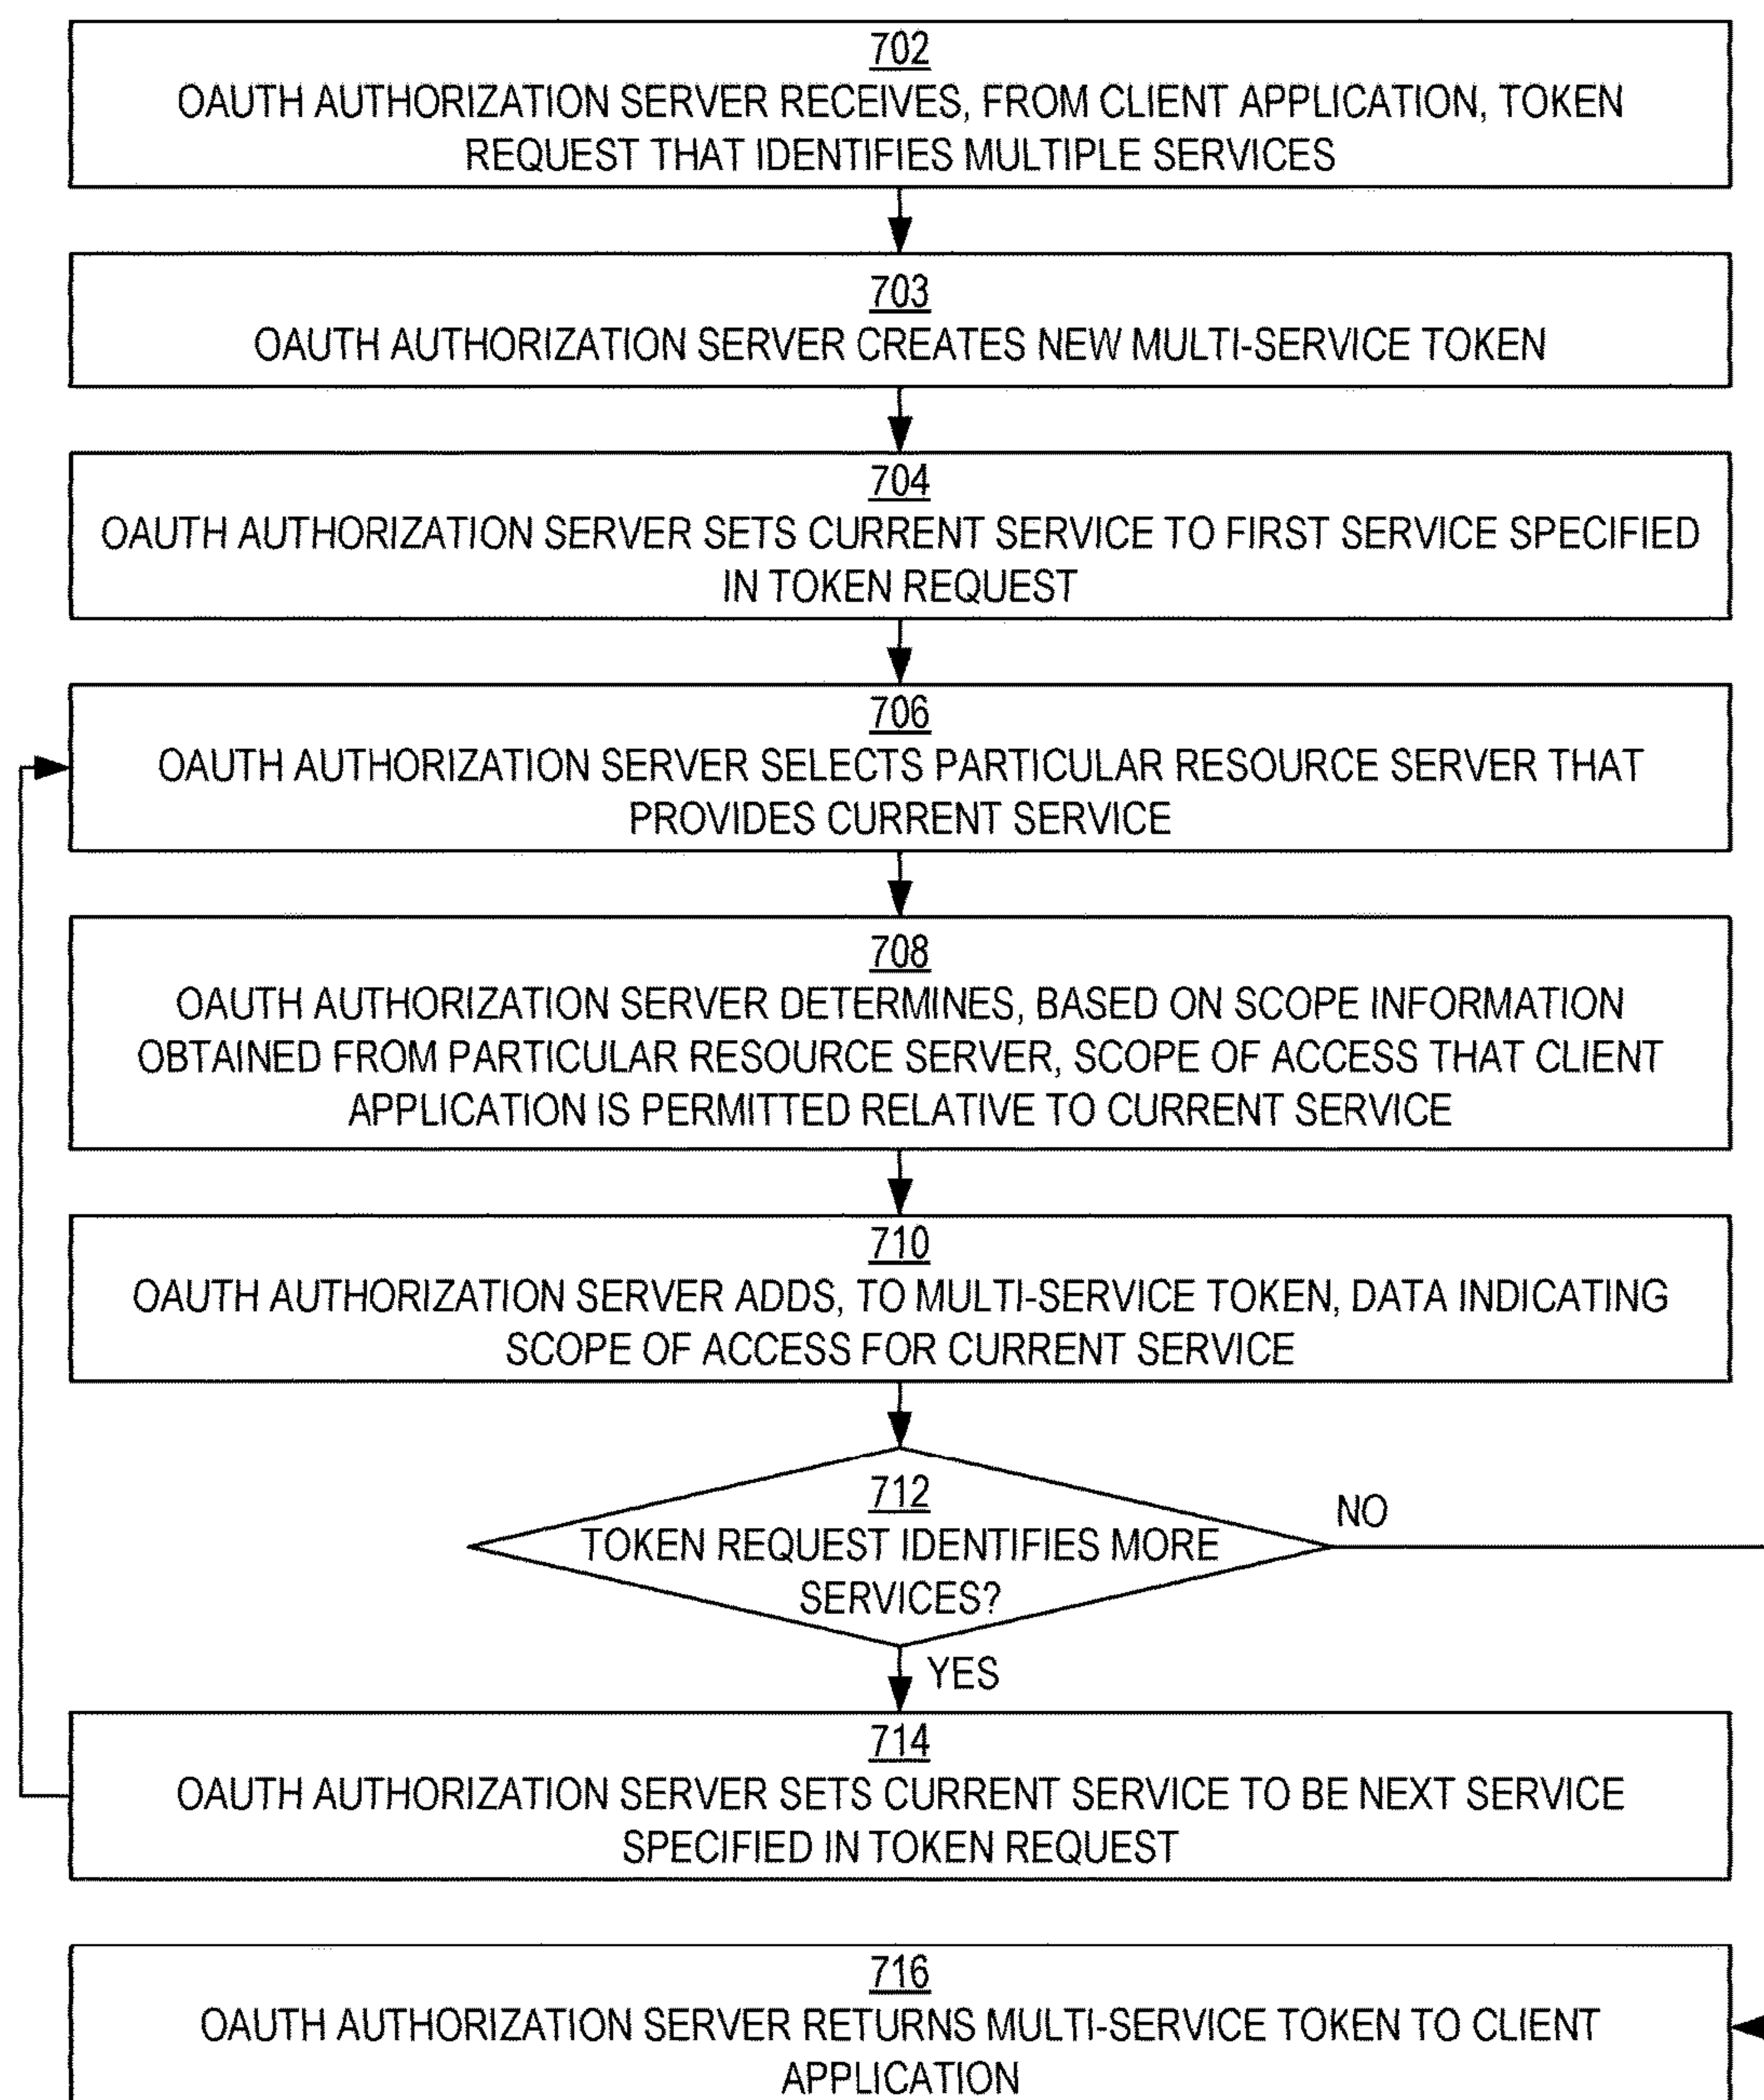 702
OAUTH AUTHORIZATION SERVER RECEIVES, FROM CLIENT APPLICATION, TOKEN
REQUEST THAT IDENTIFIES MULTIPLE SERVICES
703
OAUTH AUTHORIZATION SERVER CREATES NEW MULTI-SERVICE TOKEN
704
OAUTH AUTHORIZATION SERVER SETS CURRENT SERVICE TO FIRST SERVICE SPECIFIED
IN TOKEN REQUEST
706
OAUTH AUTHORIZATION SERVER SELECTS PARTICULAR RESOURCE SERVER THAT
PROVIDES CURRENT SERVICE
708
OAUTH AUTHORIZATION SERVER DETERMINES, BASED ON SCOPE INFORMATION
OBTAINED FROM PARTICULAR RESOURCE SERVER, SCOPE OF ACCESS THAT CLIENT
APPLICATION IS PERMITTED RELATIVE TO CURRENT SERVICE
710
OAUTH AUTHORIZATION SERVER ADDS, TO MULTI-SERVICE TOKEN, DATA INDICATING
SCOPE OF ACCESS FOR CURRENT SERVICE
712
TOKEN REQUEST IDENTIFIES MORE
SERVICES?
NO
YES
714
OAUTH AUTHORIZATION SERVER SETS CURRENT SERVICE TO BE NEXT SERVICE
SPECIFIED IN TOKEN REQUEST
716
OAUTH AUTHORIZATION SERVER RETURNS MULTI-SERVICE TOKEN TO CLIENT
APPLICATION